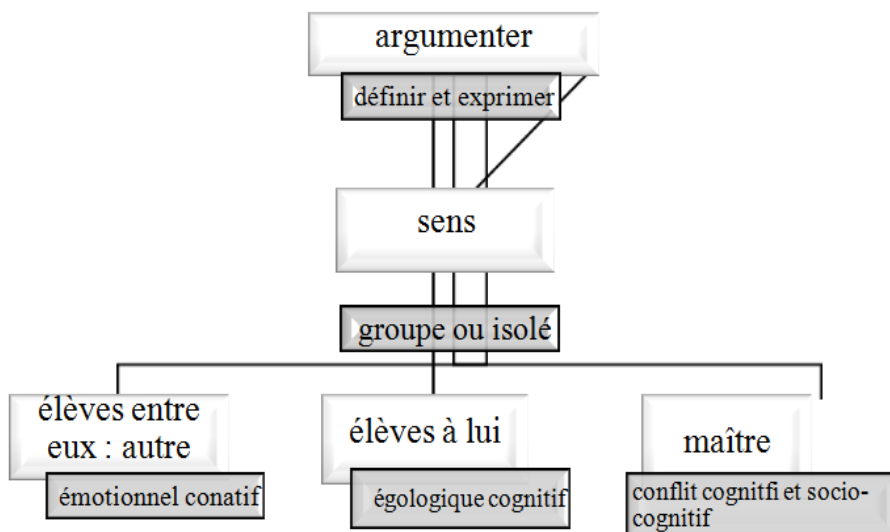 argumenter
définir et exprimer
sens
groupe ou isolé
élèves entre
eux : autre
émotionnel conatif
élèves à lui
égologique cognitif
maître
conflit cognitfi et socio-
cognitif